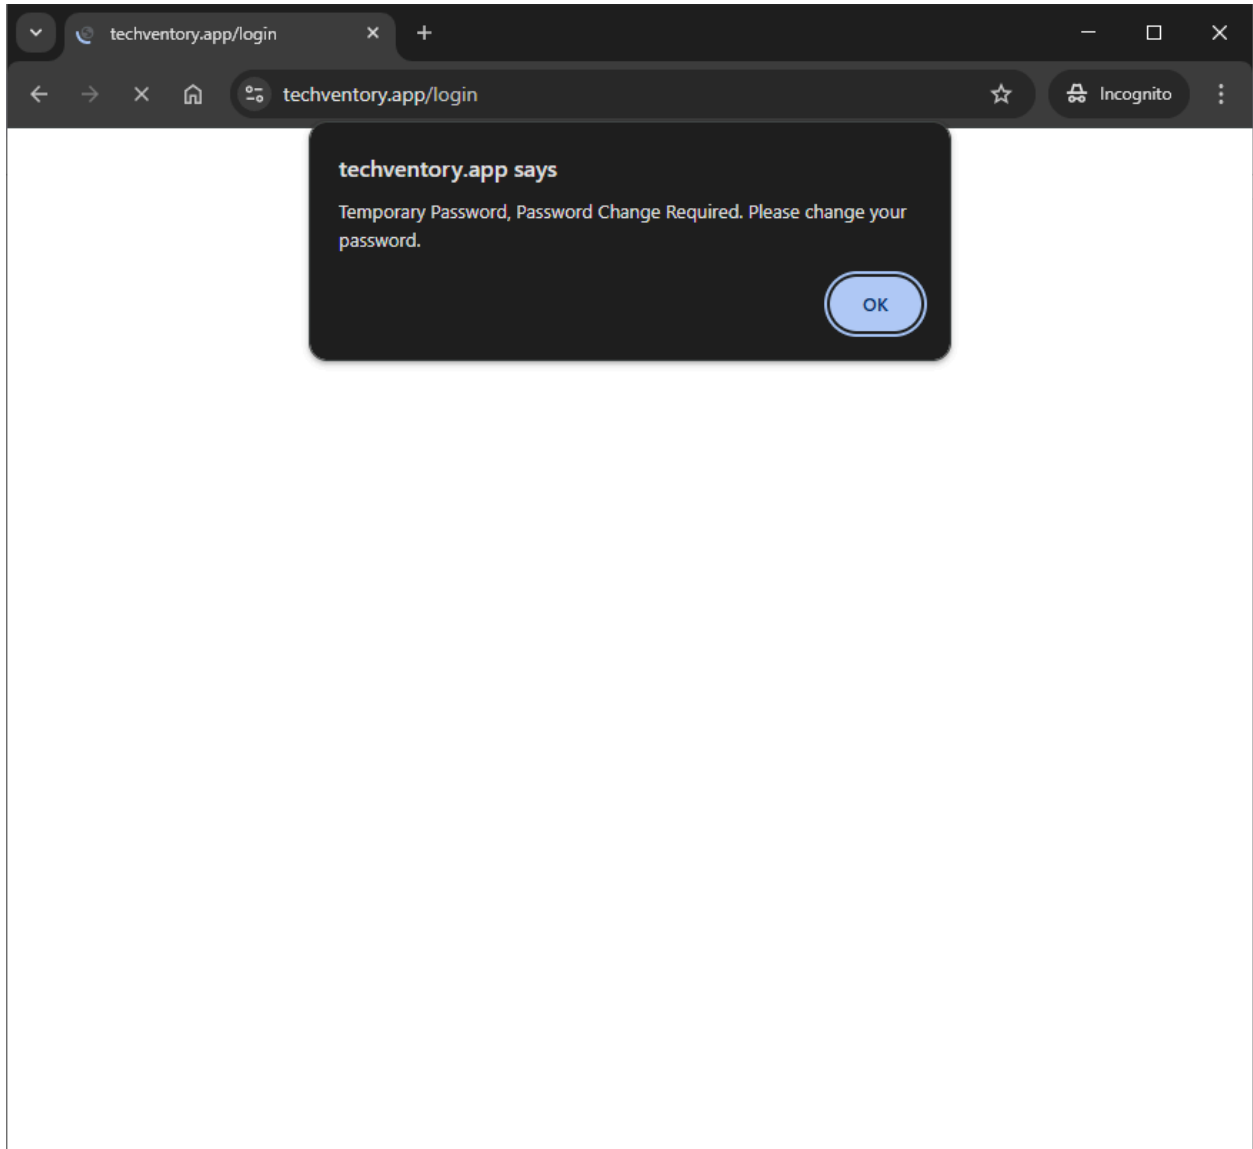 techventory.app/login
techventory.app/login
Incognito
techventory.app says
Temporary Password, Password Change Required. Please change your
password.
OK